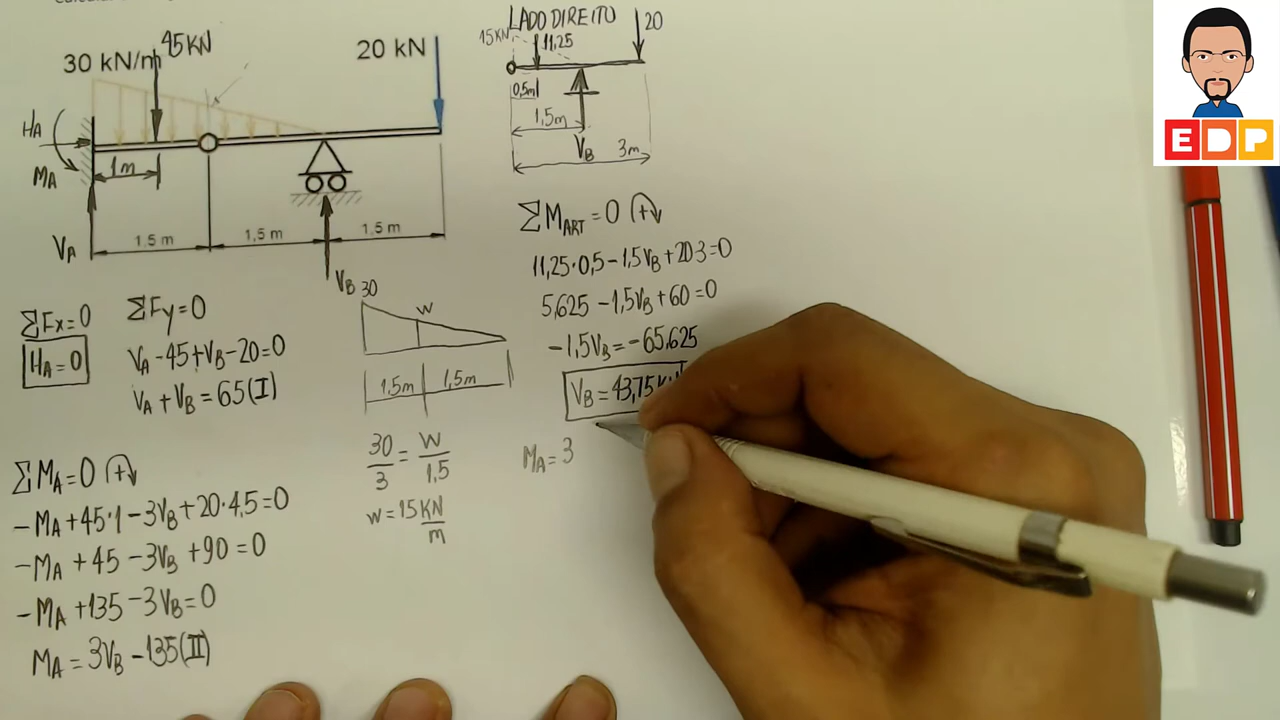 30 kN/m
45KN
20 kN
HA
MA
1m
VA
1.5 m
1.5 m
1.5 m
VB
ΣFx=0
HA=0
ΣFy=0
VA-45+VB-20=0
VA+VB=65(I)
ΣMA=0 (+
-MA+45·1-3VB+20·4,5=0
-MA+45-3VB+90=0
-MA+135-3VB=0
MA=3VB-135(II)
30
W
1.5m
1,5m
30/3=W/1,5
W=15KN/m
LADO DIREITO
15KN
11,25
20
0,5m
1,5m
VB
3m
ΣMART=0 (+
11,25·0,5-1,5VB+20·3=0
5,625-1,5VB+60=0
-1,5VB=-65,625
VB=43,75
MA=3
EDP